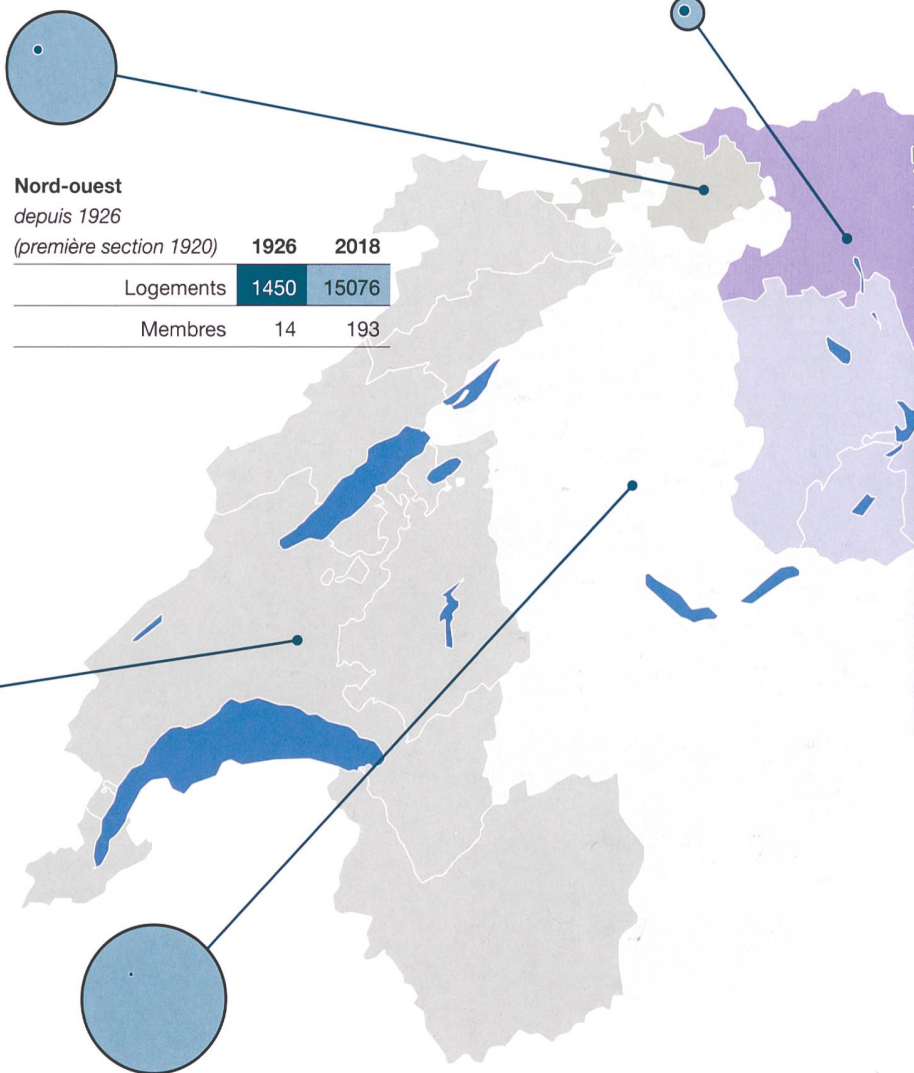 Nord-ouest
depuis 1926
(première section 1920) 1926 2018
Logements 1450 15076
Membres 14 193